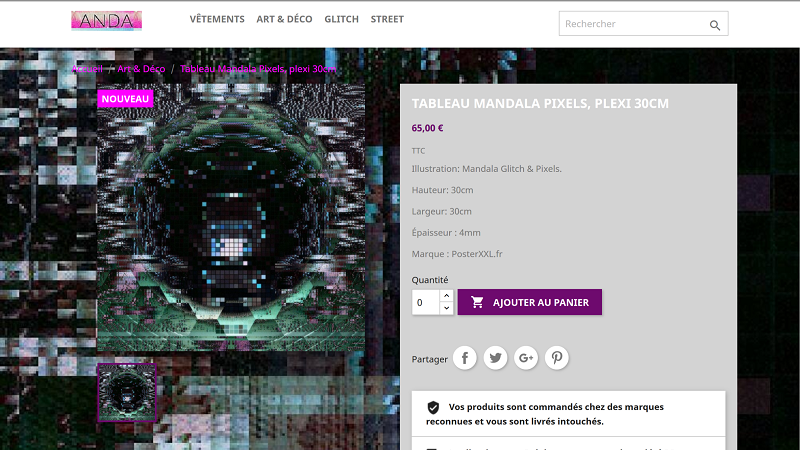 ANDA
VÊTEMENTS ART & DÉCO GLITCH STREET
Rechercher
Accueil / Art & Déco / Tableau Mandala Pixels, plexi 30cm
NOUVEAU
TABLEAU MANDALA PIXELS, PLEXI 30CM
65,00 €
TTC
Illustration: Mandala Glitch & Pixels.
Hauteur: 30cm
Largeur: 30cm
Épaisseur : 4mm
Marque : PosterXXL.fr
Quantité
0
AJOUTER AU PANIER
Partager
Vos produits sont commandés chez des marques
reconnues et vous sont livrés intouchés.